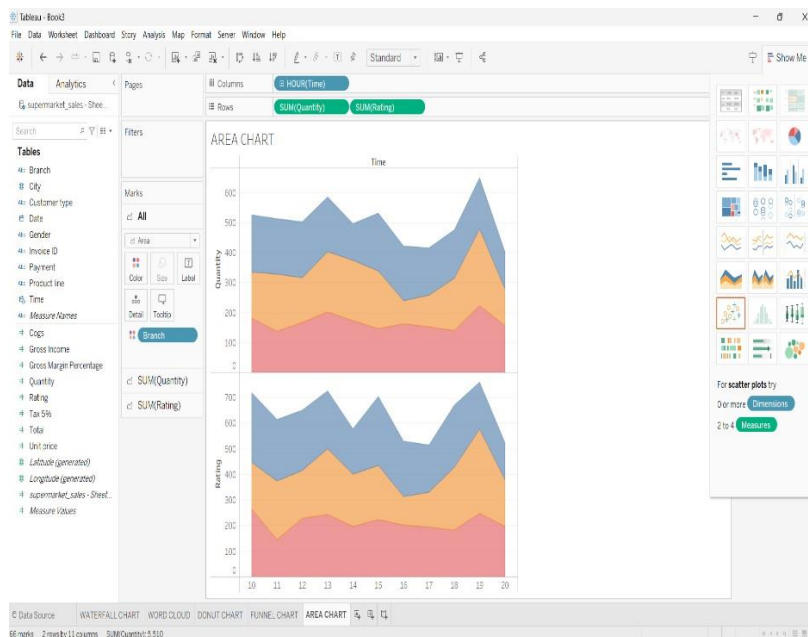 Tableau - Book3
File Data Worksheet Dashboard Story Analysis Map Format Server Window Help
Standard
Show Me
Data Analytics
supermarket_sales - Shee...
Search
Tables
Branch
City
Customer type
Date
Gender
Invoice ID
Payment
Product line
Time
Measure Names
Cogs
Gross Income
Gross Margin Percentage
Quantity
Rating
Tax 5%
Total
Unit price
Latitude (generated)
Longitude (generated)
supermarket_sales - Sheet...
Measure Values
Pages
Filters
Marks
All
Area
Color Size Label
Detail Tooltip
Branch
SUM(Quantity)
SUM(Rating)
Columns HOUR(Time)
Rows SUM(Quantity) SUM(Rating)
AREA CHART
Time
Quantity
600
500
400
300
200
100
0
Rating
700
600
500
400
300
200
100
0
10 11 12 13 14 15 16 17 18 19 20
For scatter plots try
0 or more Dimensions
2 to 4 Measures
Data Source WATERFALL CHART WORD CLOUD DONUT CHART FUNNEL CHART AREA CHART
66 marks 2 rows by 11 columns SUM(Quantity): 5,510